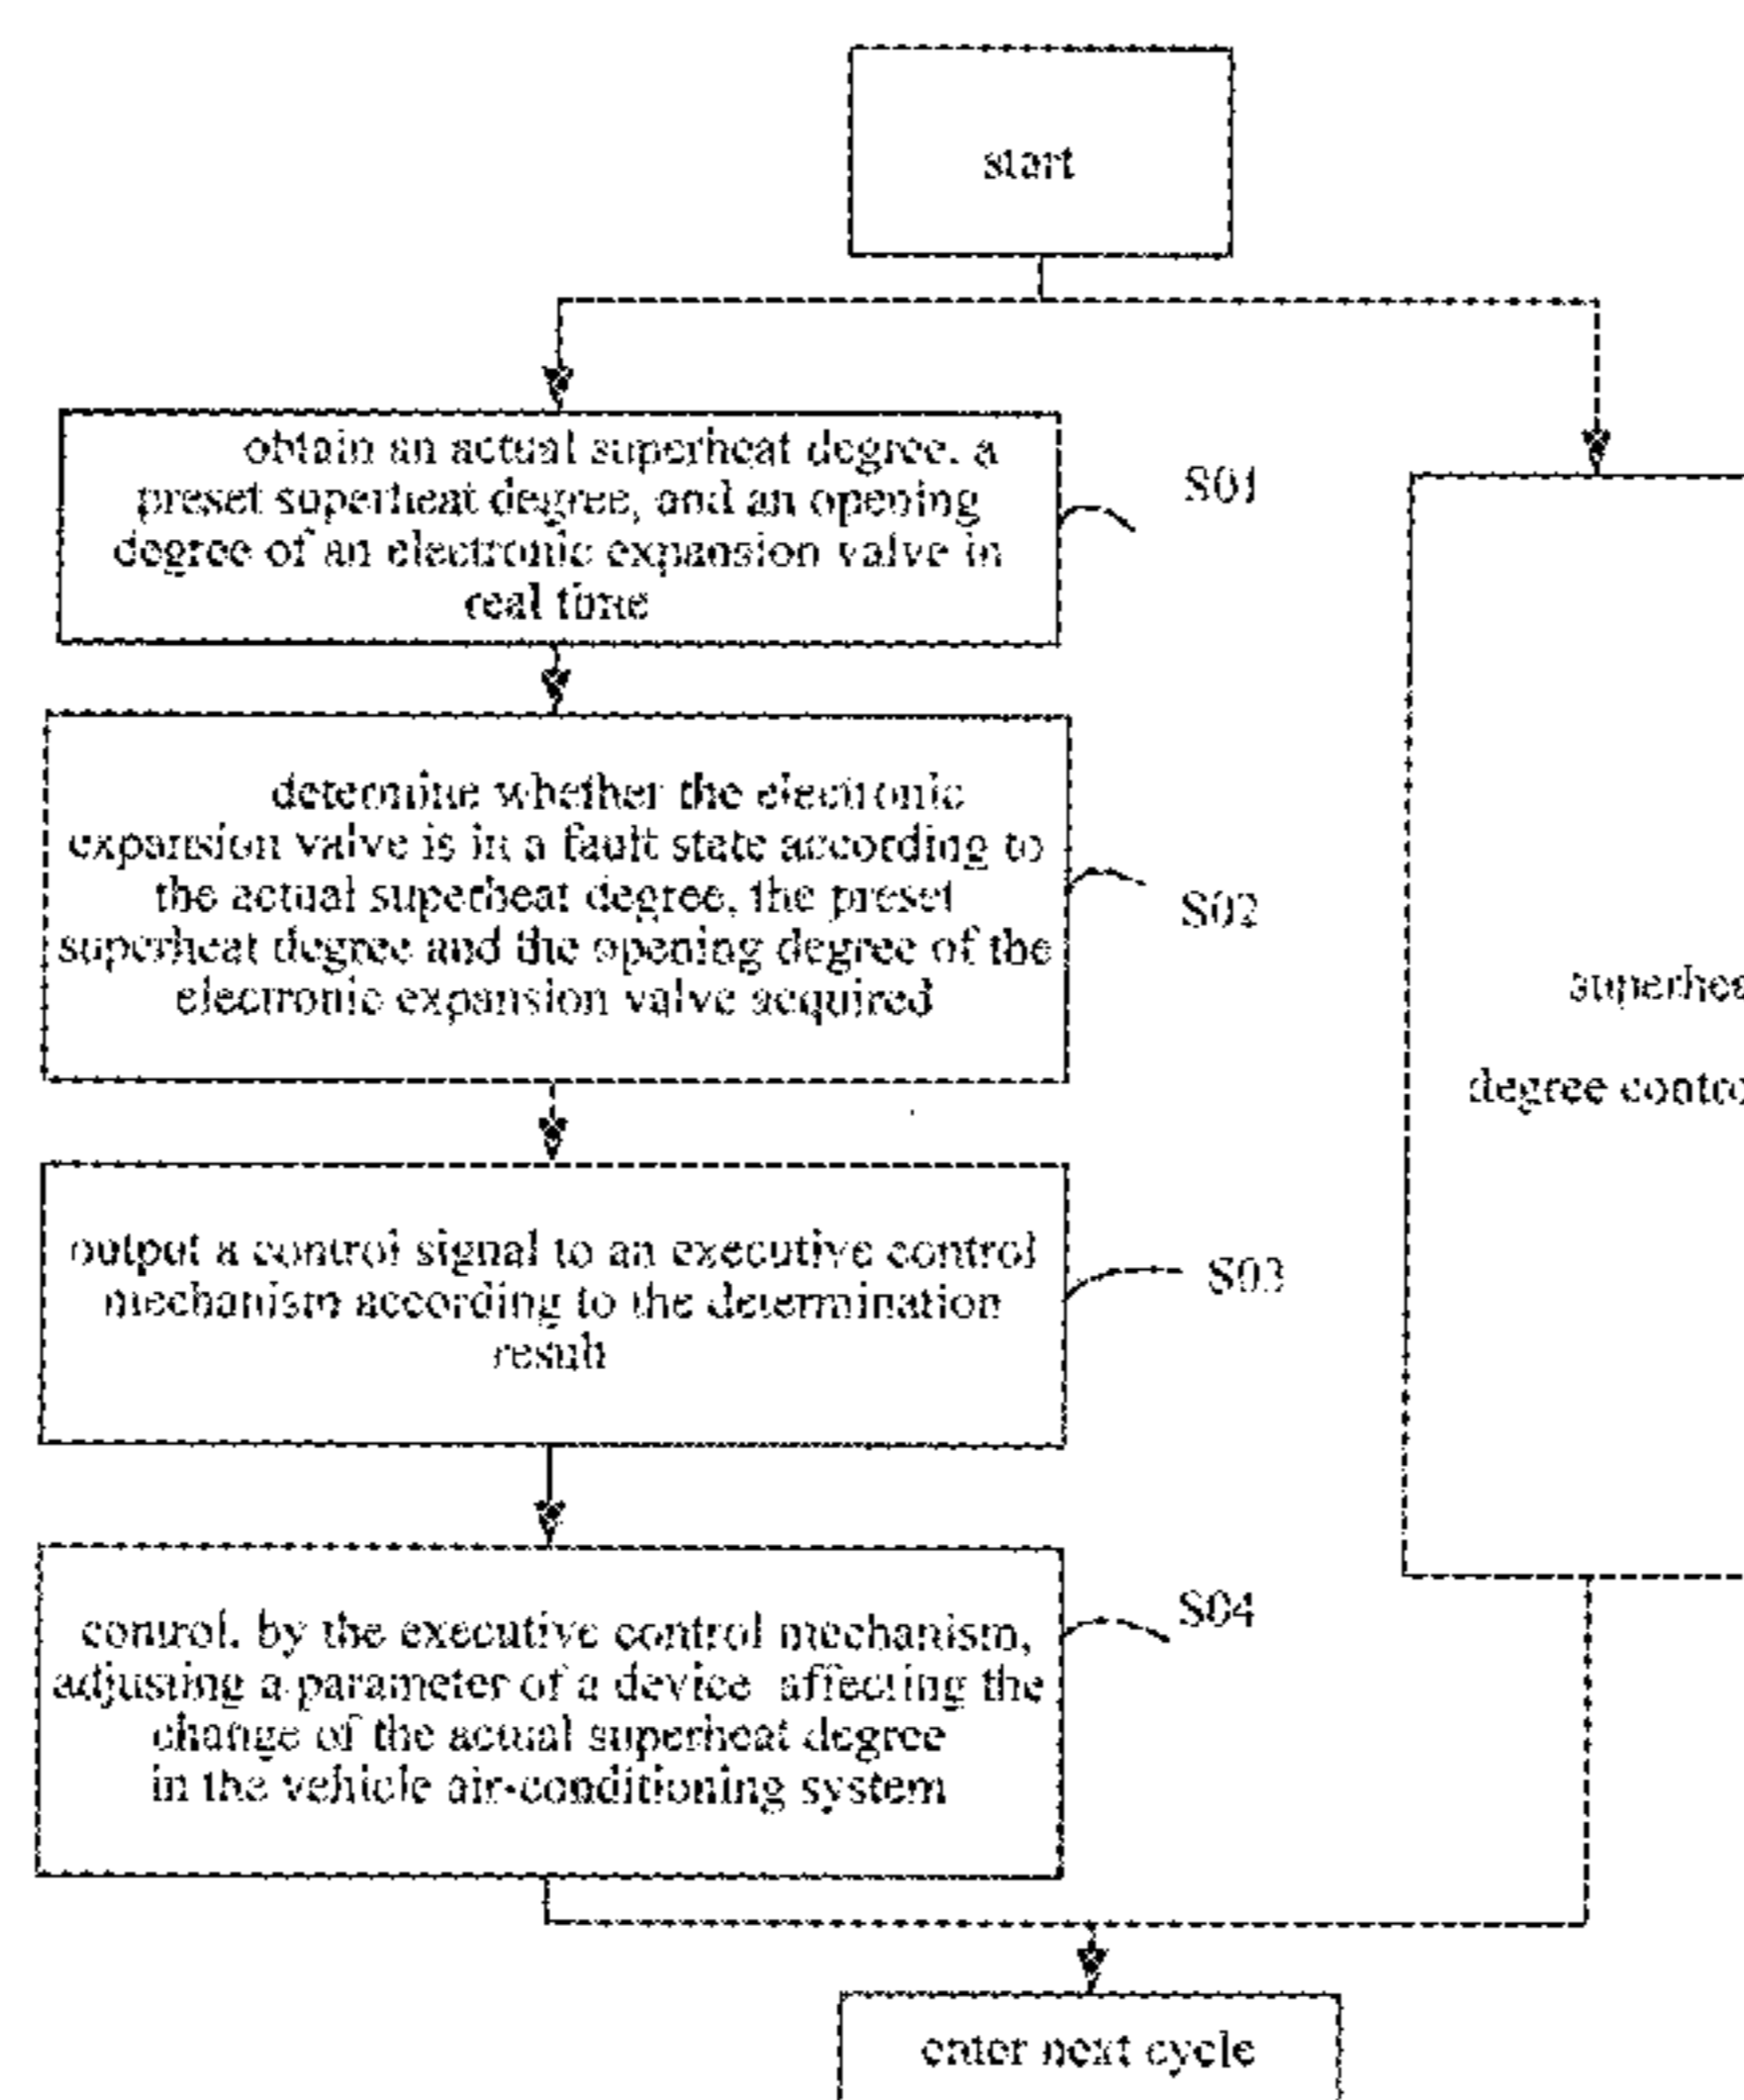 start
obtain an actual superheat degree, a
preset superheat degree, and an opening
degree of an electronic expansion valve in
real time
S01
determine whether the electronic
expansion valve is in a fault state according to
the actual superheat degree, the preset
superheat degree and the opening degree of the
electronic expansion valve acquired
S02
output a control signal to an executive control
mechanism according to the determination
result
S03
control, by the executive control mechanism,
adjusting a parameter of a device affecting the
change of the actual superheat degree
in the vehicle air-conditioning system
S04
superhea
degree contro
enter next cycle